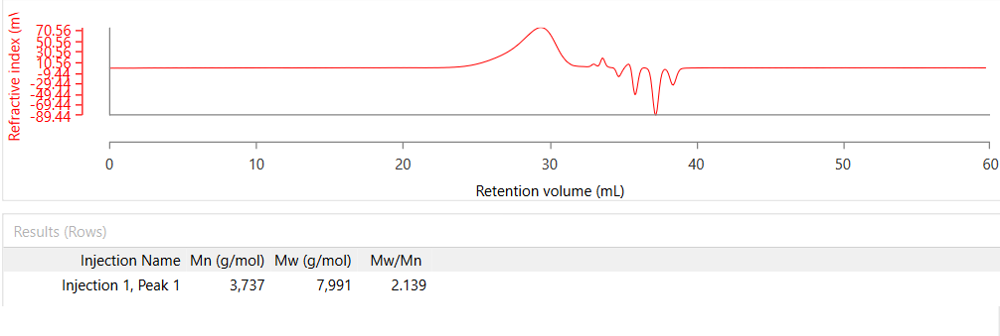 Refractive index (m
70.56
50.56
30.56
10.56
-9.44
-29.44
-49.44
-69.44
-89.44
0 10 20 30 40 50 60
Retention volume (mL)
Results (Rows)
Injection Name Mn (g/mol) Mw (g/mol) Mw/Mn
Injection 1, Peak 1 3,737 7,991 2.139